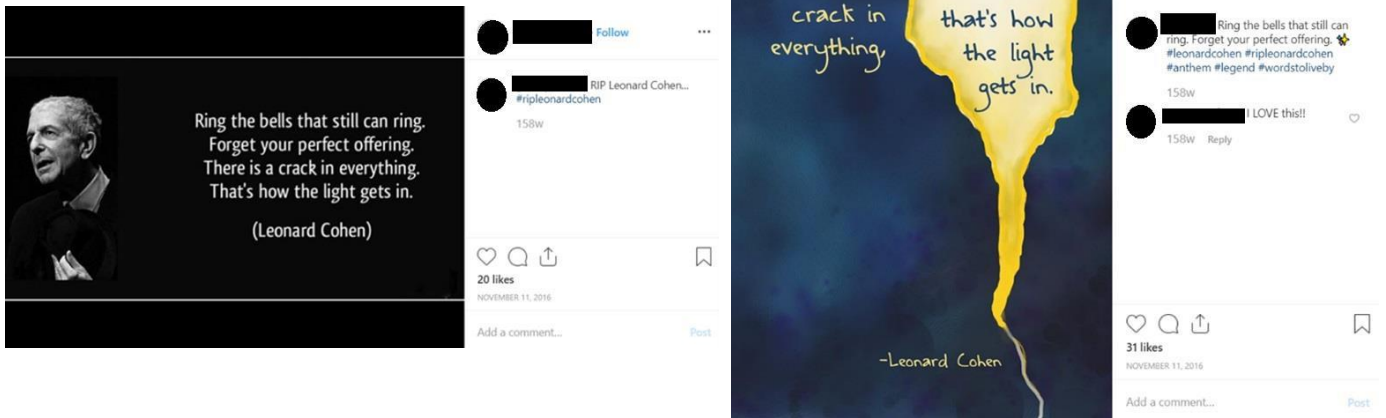 Ring the bells that still can ring.
Forget your perfect offering.
There is a crack in everything.
That's how the light gets in.
(Leonard Cohen)
Follow
...
RIP Leonard Cohen...
#ripleonardcohen
158w
20 likes
NOVEMBER 11, 2016
Add a comment...
Post
crack in
everything,
that's how
the light
gets in.
-Leonard Cohen
Ring the bells that still can
ring. Forget your perfect offering. ✨
#leonardcohen #ripleonardcohen
#anthem #legend #wordstoliveby
158w
I LOVE this!!
158w Reply
31 likes
NOVEMBER 11, 2016
Add a comment...
Post